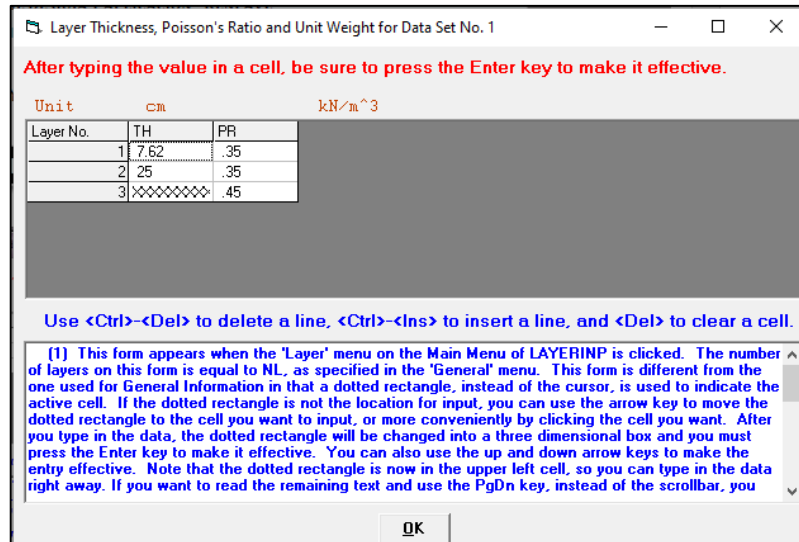 Layer Thickness, Poisson's Ratio and Unit Weight for Data Set No. 1
After typing the value in a cell, be sure to press the Enter key to make it effective.
Unit cm kN/m^3
Layer No. TH PR
1 7.62 .35
2 25 .35
3 XXXXXXXXX .45
Use <Ctrl>-<Del> to delete a line, <Ctrl>-<Ins> to insert a line, and <Del> to clear a cell.
(1) This form appears when the 'Layer' menu on the Main Menu of LAYERINP is clicked. The number
of layers on this form is equal to NL, as specified in the 'General' menu. This form is different from the
one used for General Information in that a dotted rectangle, instead of the cursor, is used to indicate the
active cell. If the dotted rectangle is not the location for input, you can use the arrow key to move the
dotted rectangle to the cell you want to input, or more conveniently by clicking the cell you want. After
you type in the data, the dotted rectangle will be changed into a three dimensional box and you must
press the Enter key to make it effective. You can also use the up and down arrow keys to make the
entry effective. Note that the dotted rectangle is now in the upper left cell, so you can type in the data
right away. If you want to read the remaining text and use the PgDn key, instead of the scrollbar, you
OK